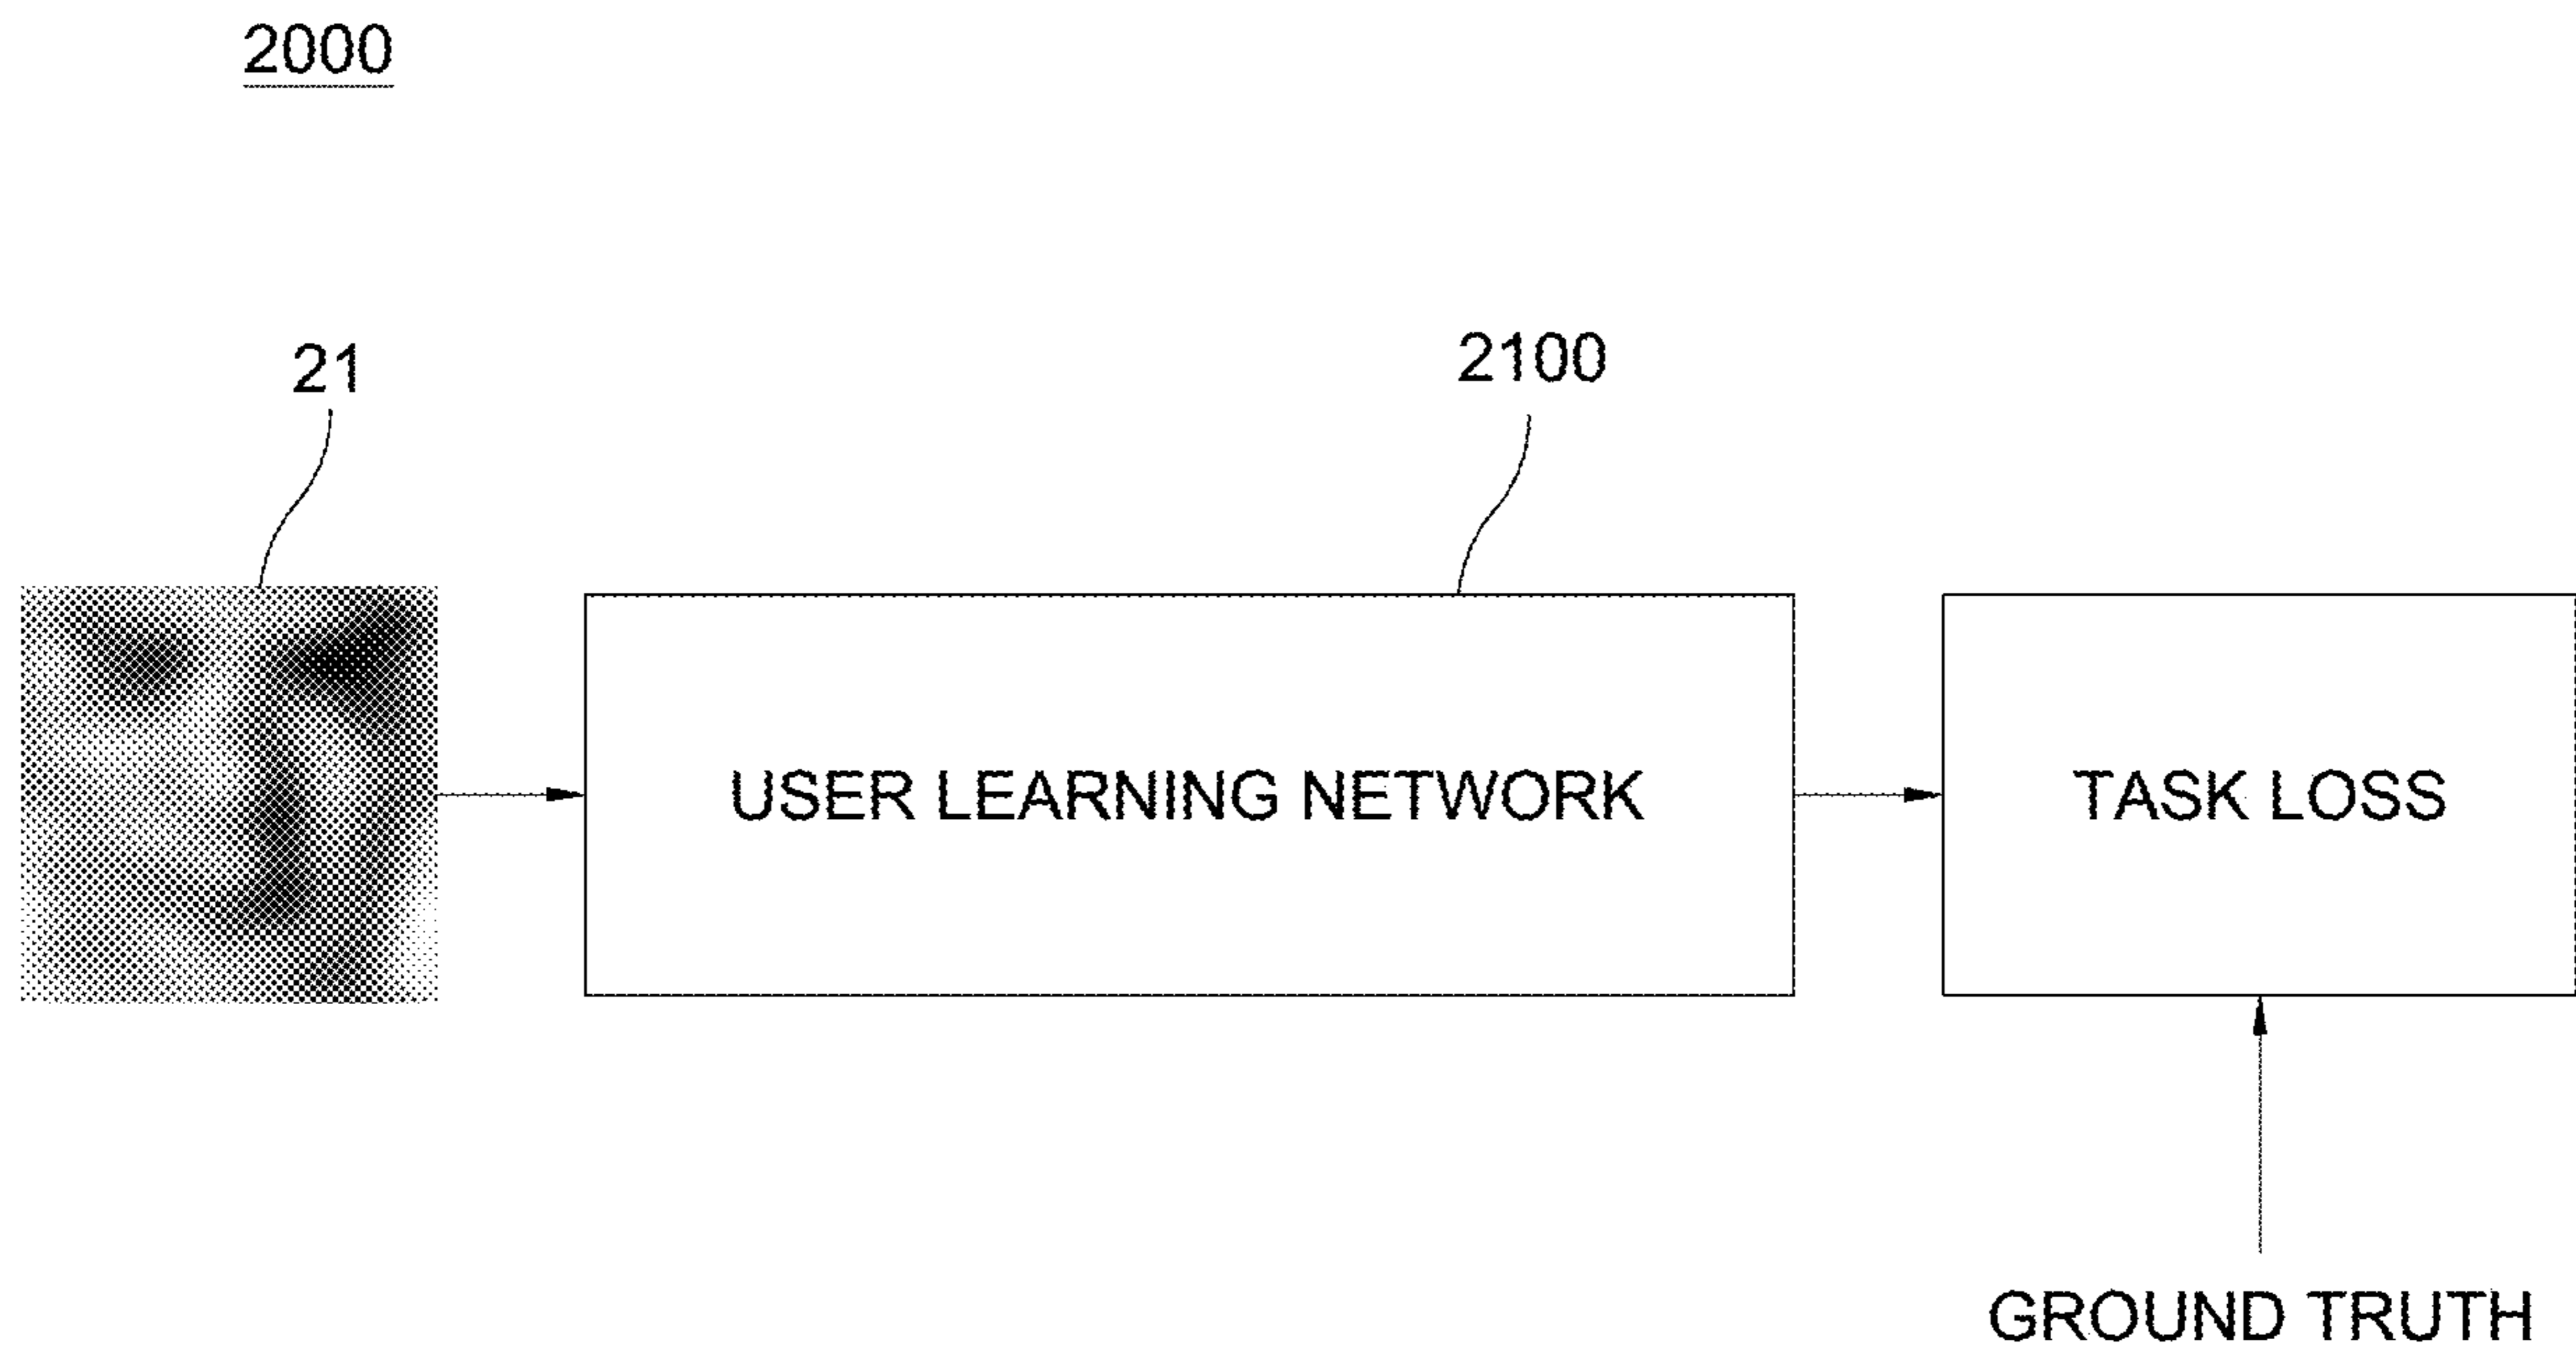 2000
21
2100
USER LEARNING NETWORK
TASK LOSS
GROUND TRUTH